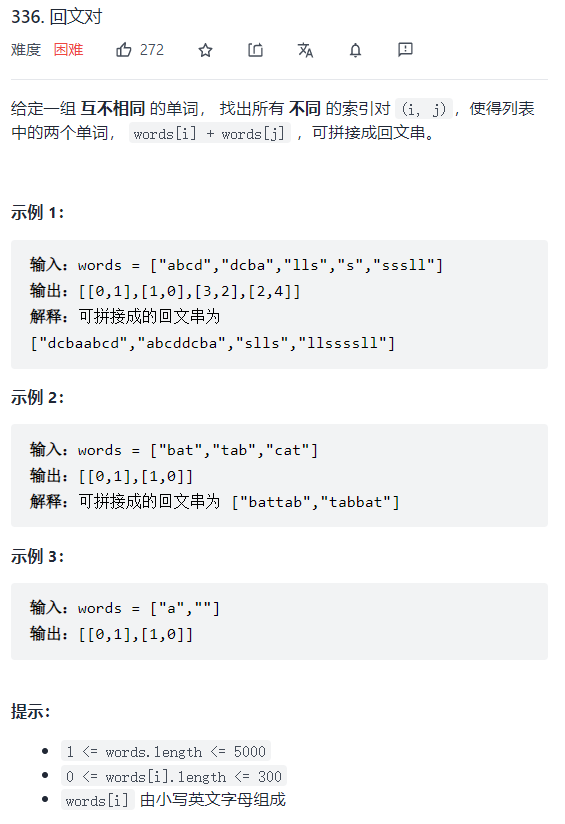 336. 回文对
难度 困难 272
给定一组 互不相同 的单词， 找出所有 不同 的索引对 (i, j)，使得列表
中的两个单词， words[i] + words[j] ，可拼接成回文串。
示例 1：
输入：words = ["abcd","dcba","lls","s","sssll"]
输出：[[0,1],[1,0],[3,2],[2,4]]
解释：可拼接成的回文串为
["dcbaabcd","abcddcba","slls","llssssll"]
示例 2：
输入：words = ["bat","tab","cat"]
输出：[[0,1],[1,0]]
解释：可拼接成的回文串为 ["battab","tabbat"]
示例 3：
输入：words = ["a",""]
输出：[[0,1],[1,0]]
提示：
• 1 <= words.length <= 5000
• 0 <= words[i].length <= 300
• words[i] 由小写英文字母组成